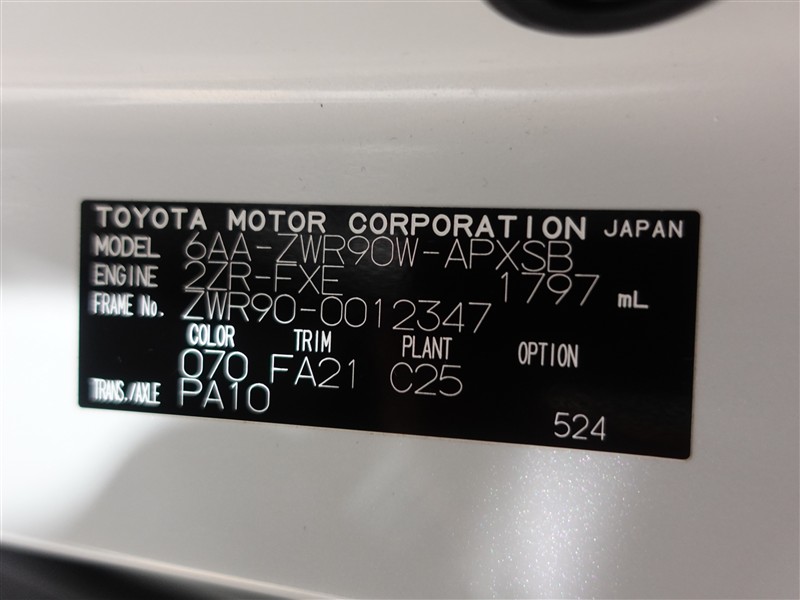 TOYOTA MOTOR CORPORATION JAPAN
MODEL 6AA-ZWR90W-APXSB
ENGINE 2ZR-FXE 1797 mL
FRAME No. ZWR90-0012347
COLOR TRIM PLANT OPTION
070 FA21 C25
TRANS./AXLE PA10
524